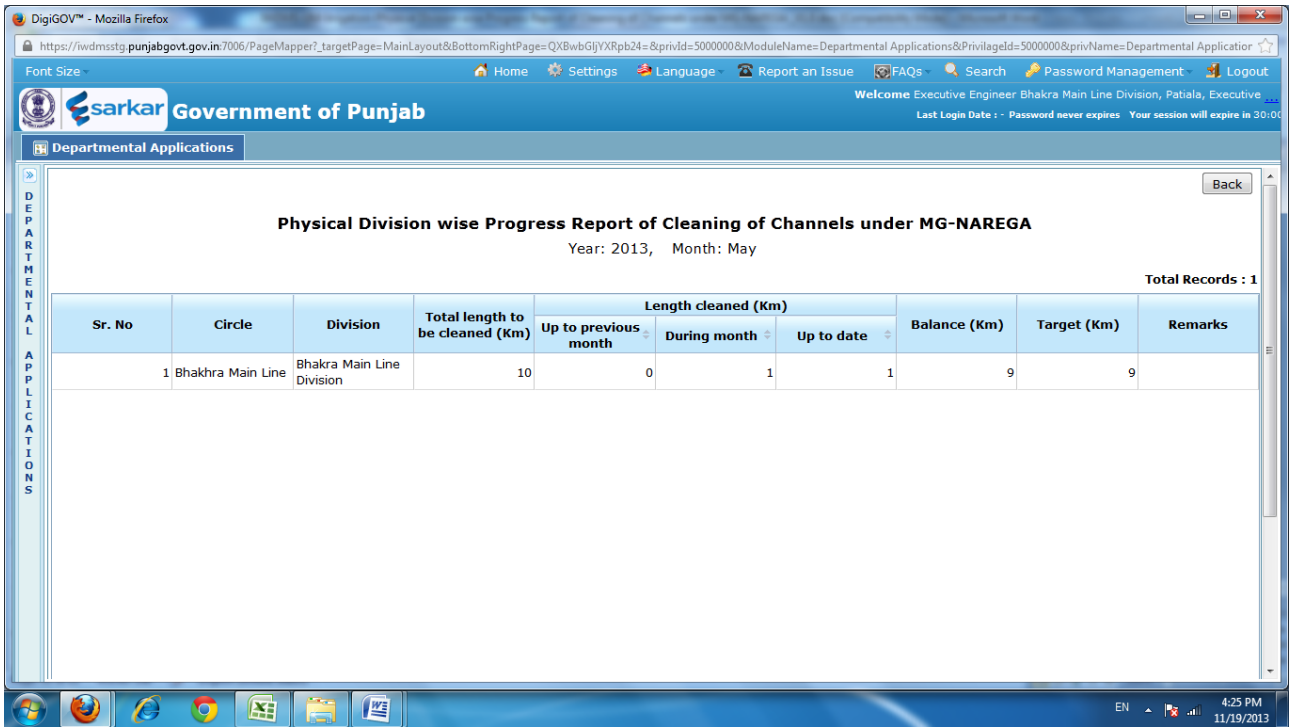 DigiGOV™ - Mozilla Firefox
https://iwdmsstg.punjabgovt.gov.in:7006/PageMapper?_targetPage=MainLayout&BottomRightPage=QXBwbGljYXRpb24=&privId=5000000&ModuleName=Departmental Applications&PrivilageId=5000000&privName=Departmental Applicatior
Font Size Home Settings Language Report an Issue FAQs Search Password Management Logout
Welcome Executive Engineer Bhakra Main Line Division, Patiala, Executive ...
esarkar Government of Punjab
Last Login Date : - Password never expires Your session will expire in 30:00
Departmental Applications
DEPARTMENTAL APPLICATIONS
Back
Physical Division wise Progress Report of Cleaning of Channels under MG-NAREGA
Year: 2013, Month: May
Total Records : 1
Sr. No Circle Division Total length to be cleaned (Km) Length cleaned (Km) Balance (Km) Target (Km) Remarks
Up to previous month During month Up to date
1 Bhakhra Main Line Bhakra Main Line Division 10 0 1 1 9 9
EN 4:25 PM
11/19/2013